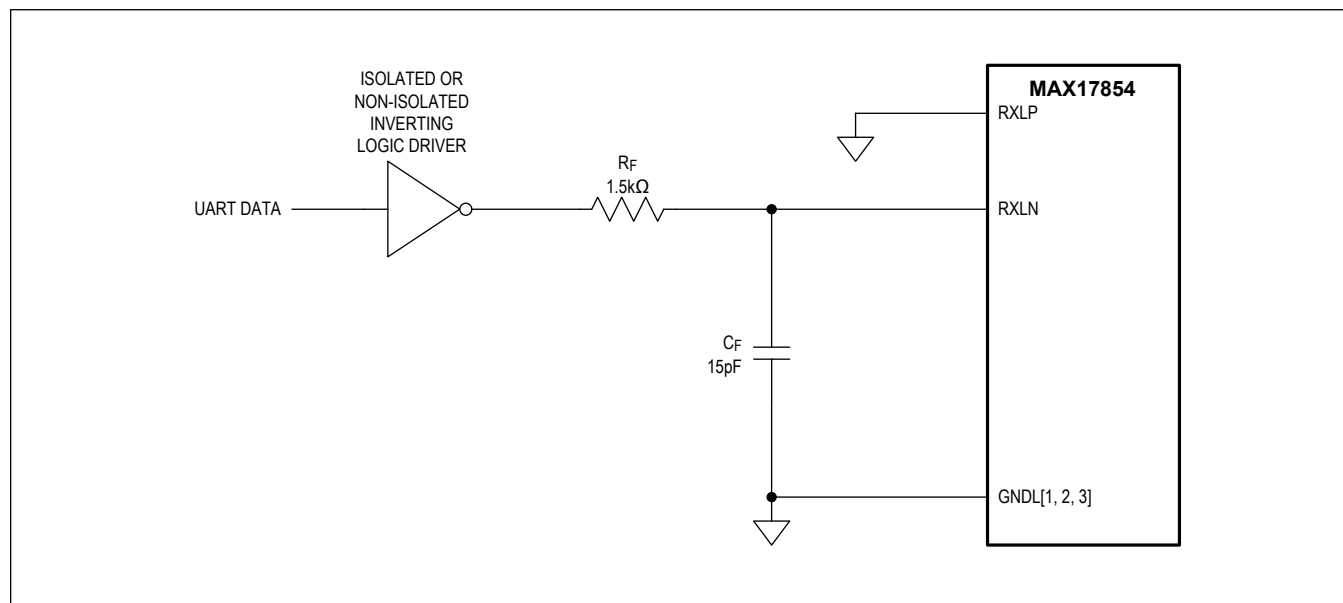 ISOLATED OR
NON-ISOLATED
INVERTING
LOGIC DRIVER
UART DATA
RF
1.5kΩ
CF
15pF
MAX17854
RXLP
RXLN
GNDL[1, 2, 3]